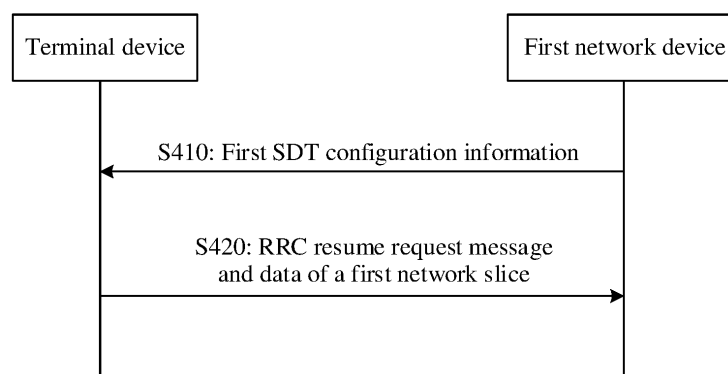 Terminal device
First network device
S410: First SDT configuration information
S420: RRC resume request message
and data of a first network slice